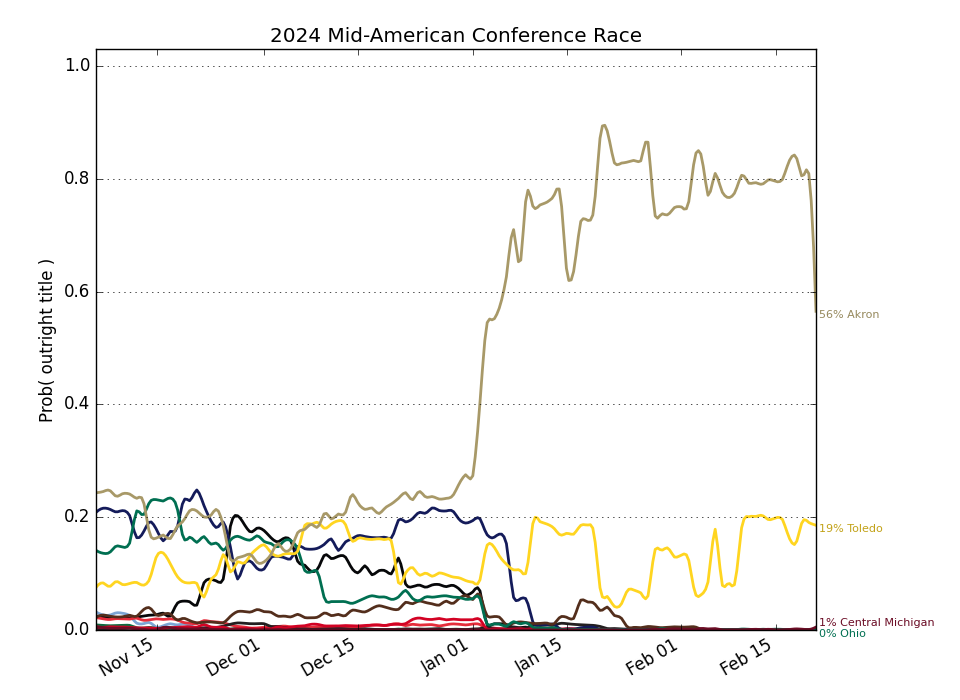 2024 Mid-American Conference Race
Prob( outright title )
1.0
0.8
0.6
0.4
0.2
0.0
56% Akron
19% Toledo
1% Central Michigan
0% Ohio
Nov 15
Dec 01
Dec 15
Jan 01
Jan 15
Feb 01
Feb 15